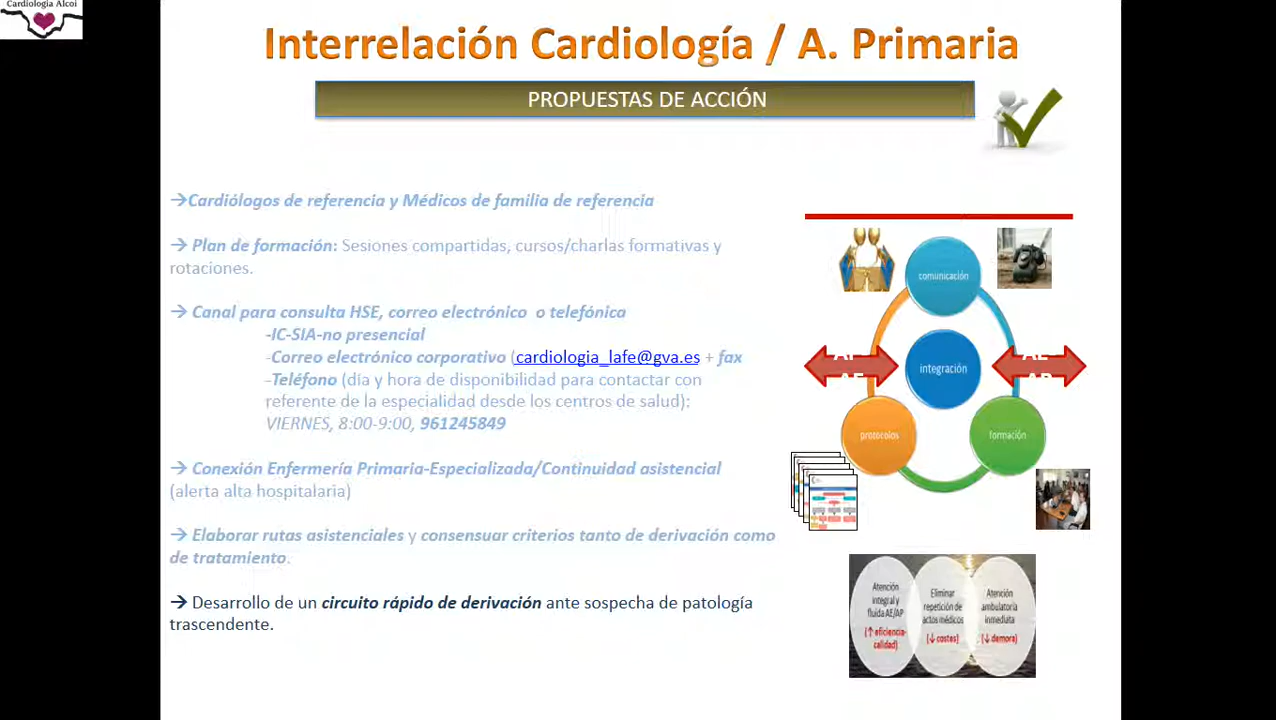 Cardiología Alcoi
Interrelación Cardiología / A. Primaria
PROPUESTAS DE ACCIÓN
→Cardiólogos de referencia y Médicos de familia de referencia
→ Plan de formación: Sesiones compartidas, cursos/charlas formativas y
rotaciones.
→ Canal para consulta HSE, correo electrónico o telefónica
-IC-SIA-no presencial
-Correo electrónico corporativo (cardiologia_lafe@gva.es + fax
-Teléfono (día y hora de disponibilidad para contactar con
referente de la especialidad desde los centros de salud):
VIERNES, 8:00-9:00, 961245849
→ Conexión Enfermería Primaria-Especializada/Continuidad asistencial
(alerta alta hospitalaria)
→ Elaborar rutas asistenciales y consensuar criterios tanto de derivación como
de tratamiento.
→ Desarrollo de un circuito rápido de derivación ante sospecha de patología
trascendente.
comunicación
integración
protocolos
formación
Atención
integral y
fluida AE/AP
(↑ eficiencia-
calidad)
Eliminar
repetición de
actos médicos
(↓ costes)
Atención
ambulatoria
inmediata
(↓ demora)